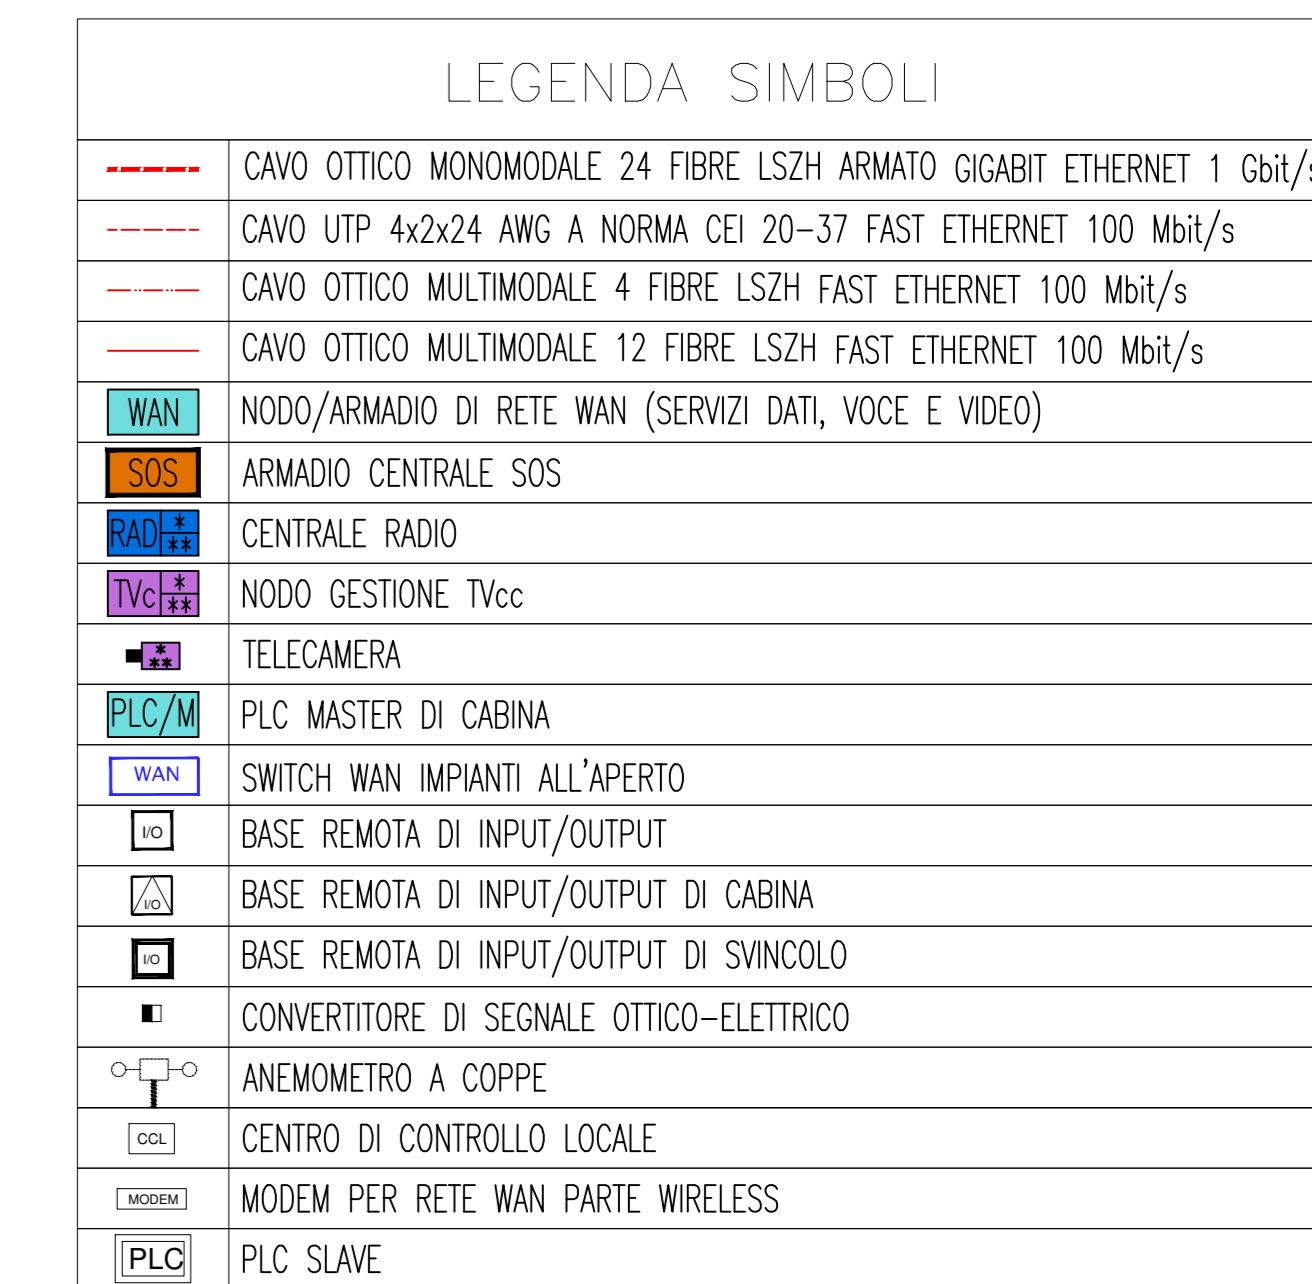 LEGENDA SIMBOLI
CAVO OTTICO MONOMODALE 24 FIBRE LSZH ARMATO GIGABIT ETHERNET 1 Gbit/s
CAVO UTP 4x2x24 AWG A NORMA CEI 20-37 FAST ETHERNET 100 Mbit/s
CAVO OTTICO MULTIMODALE 4 FIBRE LSZH FAST ETHERNET 100 Mbit/s
CAVO OTTICO MULTIMODALE 12 FIBRE LSZH FAST ETHERNET 100 Mbit/s
WAN NODO/ARMADIO DI RETE WAN (SERVIZI DATI, VOCE E VIDEO)
SOS ARMADIO CENTRALE SOS
RAD * ** CENTRALE RADIO
TVc * ** NODO GESTIONE TVcc
* ** TELECAMERA
PLC/M PLC MASTER DI CABINA
WAN SWITCH WAN IMPIANTI ALL'APERTO
I/O BASE REMOTA DI INPUT/OUTPUT
I/O BASE REMOTA DI INPUT/OUTPUT DI CABINA
I/O BASE REMOTA DI INPUT/OUTPUT DI SVINCOLO
CONVERTITORE DI SEGNALE OTTICO-ELETTRICO
ANEMOMETRO A COPPE
CCL CENTRO DI CONTROLLO LOCALE
MODEM MODEM PER RETE WAN PARTE WIRELESS
PLC PLC SLAVE